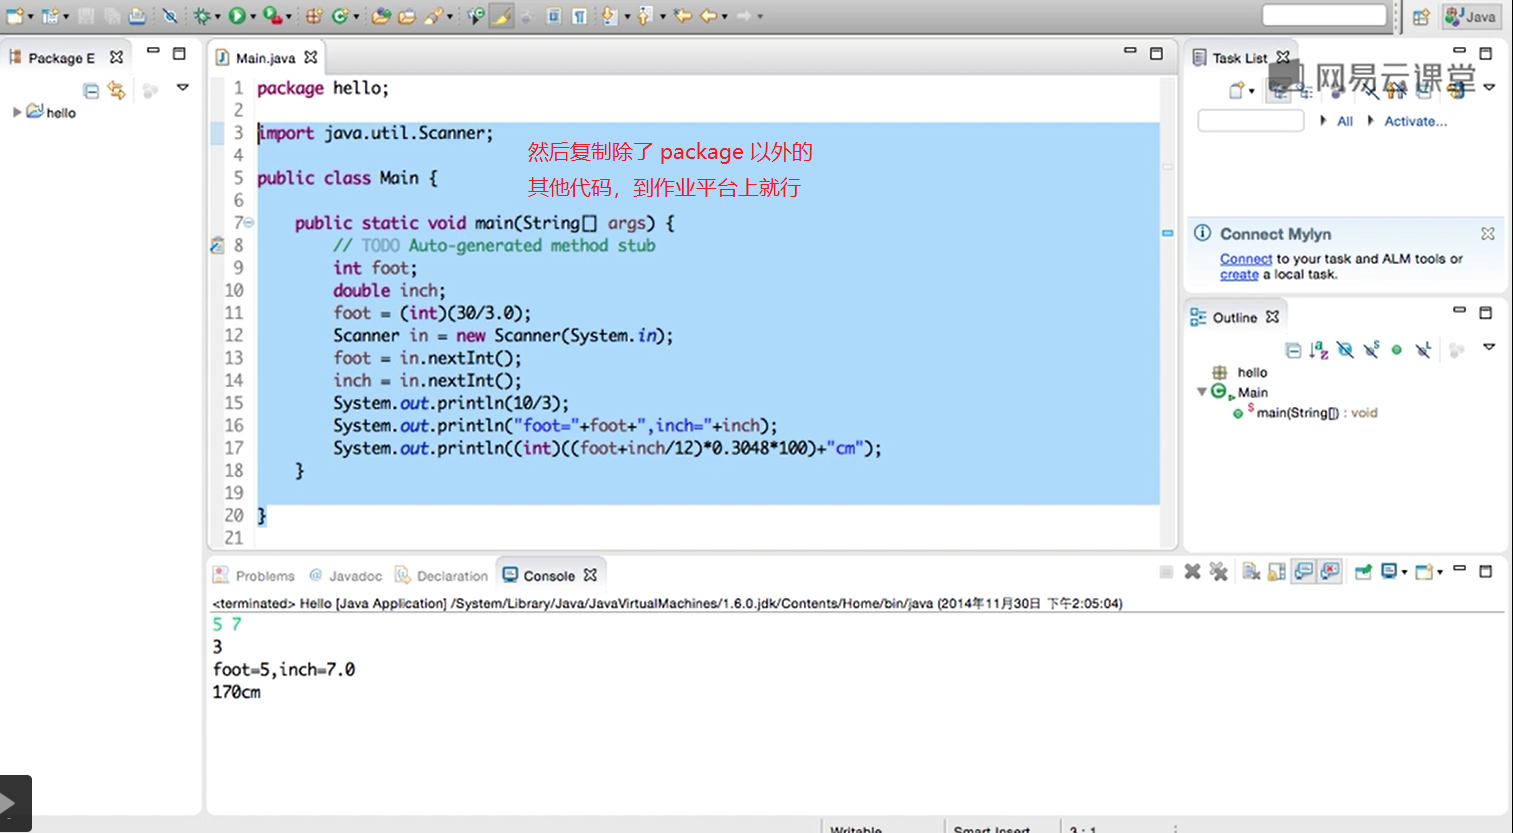 Java
Package E
hello
Main.java
1 package hello;
2
3 import java.util.Scanner;
4
5 public class Main {
6
7 public static void main(String[] args) {
8 // TODO Auto-generated method stub
9 int foot;
10 double inch;
11 foot = (int)(30/3.0);
12 Scanner in = new Scanner(System.in);
13 foot = in.nextInt();
14 inch = in.nextInt();
15 System.out.println(10/3);
16 System.out.println("foot="+foot+",inch="+inch);
17 System.out.println((int)((foot+inch/12)*0.3048*100)+"cm");
18 }
19
20 }
21
然后复制除了 package 以外的
其他代码，到作业平台上就行
Task List
网易云课堂
All Activate...
Connect Mylyn
Connect to your task and ALM tools or
create a local task.
Outline
hello
Main
main(String[]) : void
Problems Javadoc Declaration Console
<terminated> Hello [Java Application] /System/Library/Java/JavaVirtualMachines/1.6.0.jdk/Contents/Home/bin/java (2014年11月30日 下午2:05:04)
5 7
3
foot=5,inch=7.0
170cm
Writable Smart Insert 3 : 1